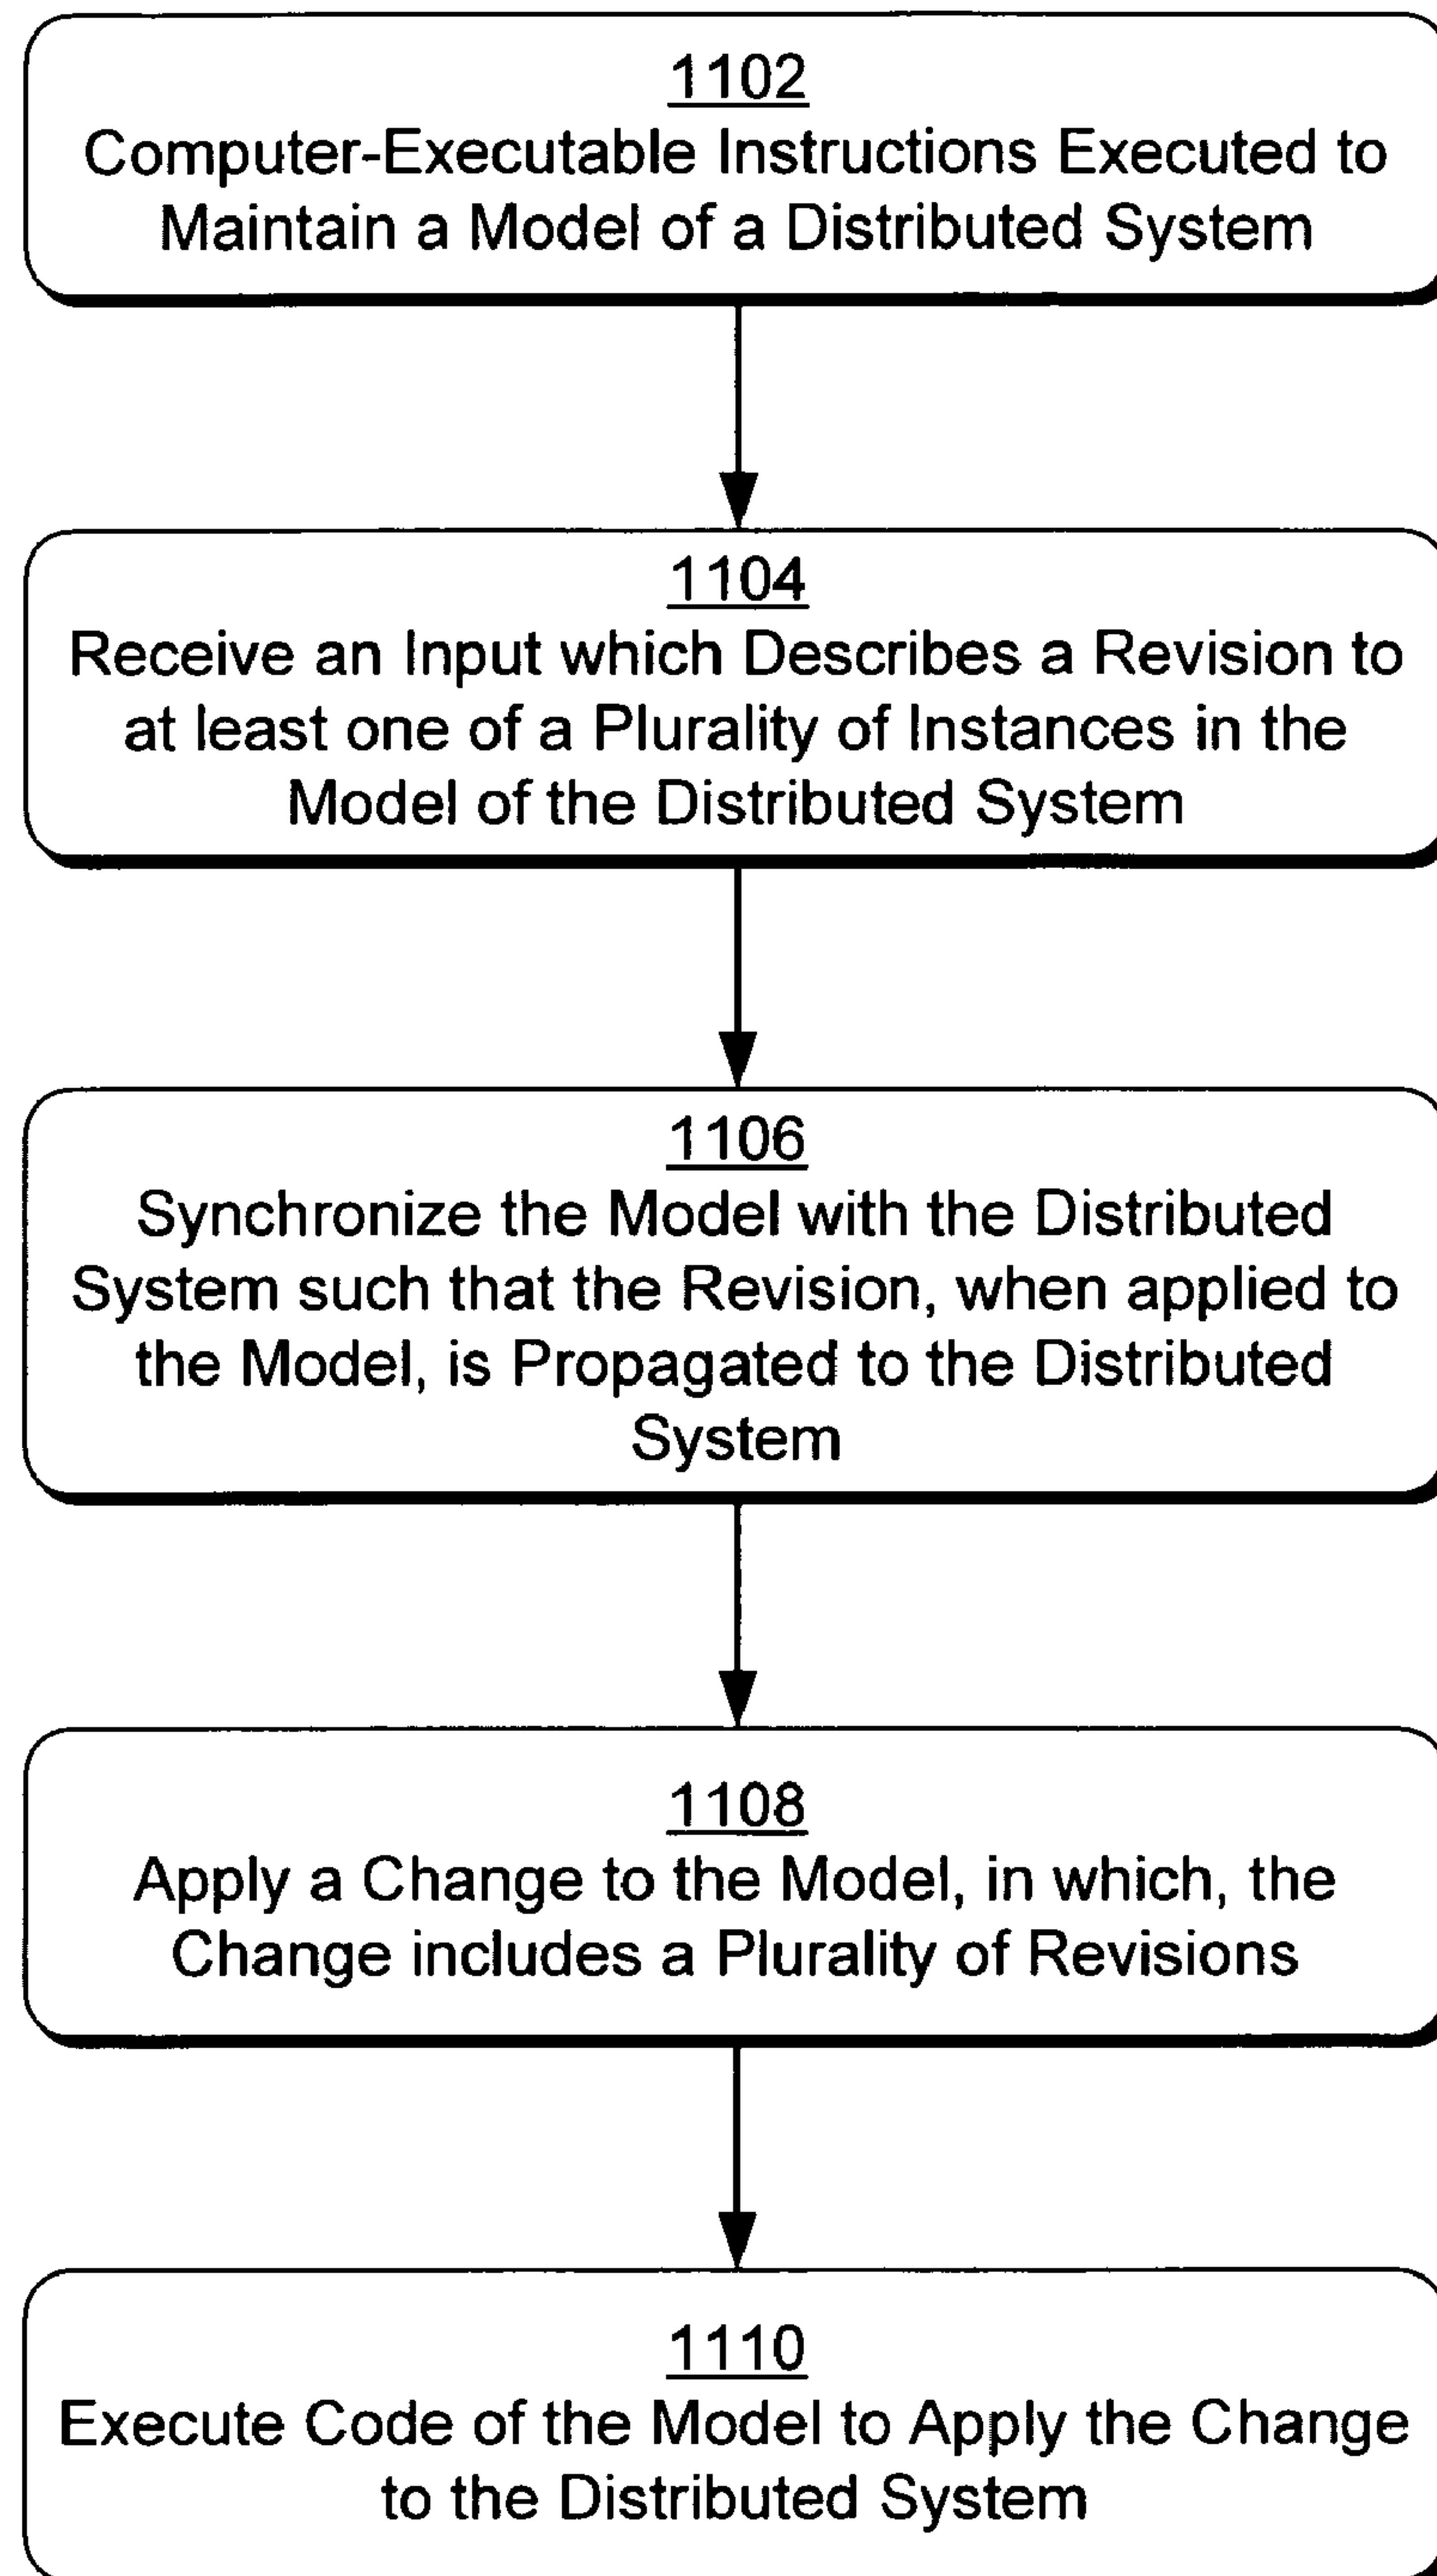 1102
Computer-Executable Instructions Executed to
Maintain a Model of a Distributed System
1104
Receive an Input which Describes a Revision to
at least one of a Plurality of Instances in the
Model of the Distributed System
1106
Synchronize the Model with the Distributed
System such that the Revision, when applied to
the Model, is Propagated to the Distributed
System
1108
Apply a Change to the Model, in which, the
Change includes a Plurality of Revisions
1110
Execute Code of the Model to Apply the Change
to the Distributed System